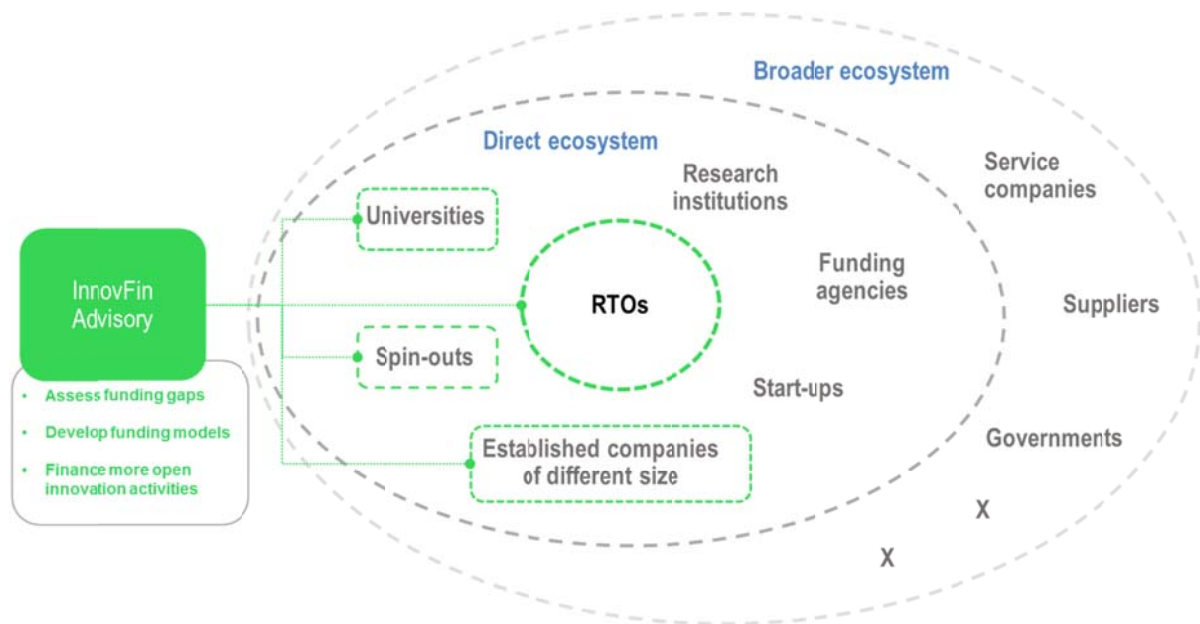 Broader ecosystem
Direct ecosystem
Research
institutions
Service
companies
Universities
Funding
agencies
InnovFin
Advisory
RTOs
Suppliers
Spin-outs
Start-ups
• Assess funding gaps
• Develop funding models
• Finance more open
innovation activities
Established companies
of different size
Governments
X
X